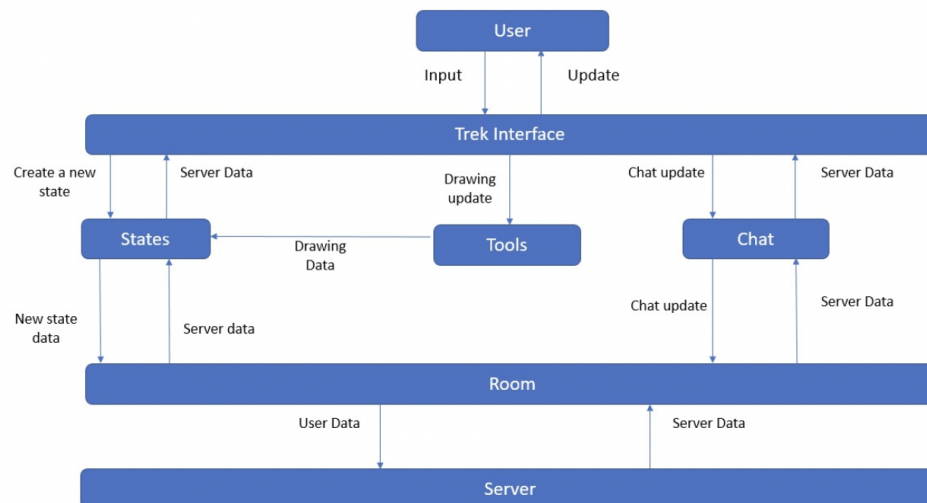 User
Input
Update
Trek Interface
Create a new
state
Server Data
Drawing
update
Chat update
Server Data
States
Drawing
Data
Tools
Chat
New state
data
Server data
Chat update
Server Data
Room
User Data
Server Data
Server